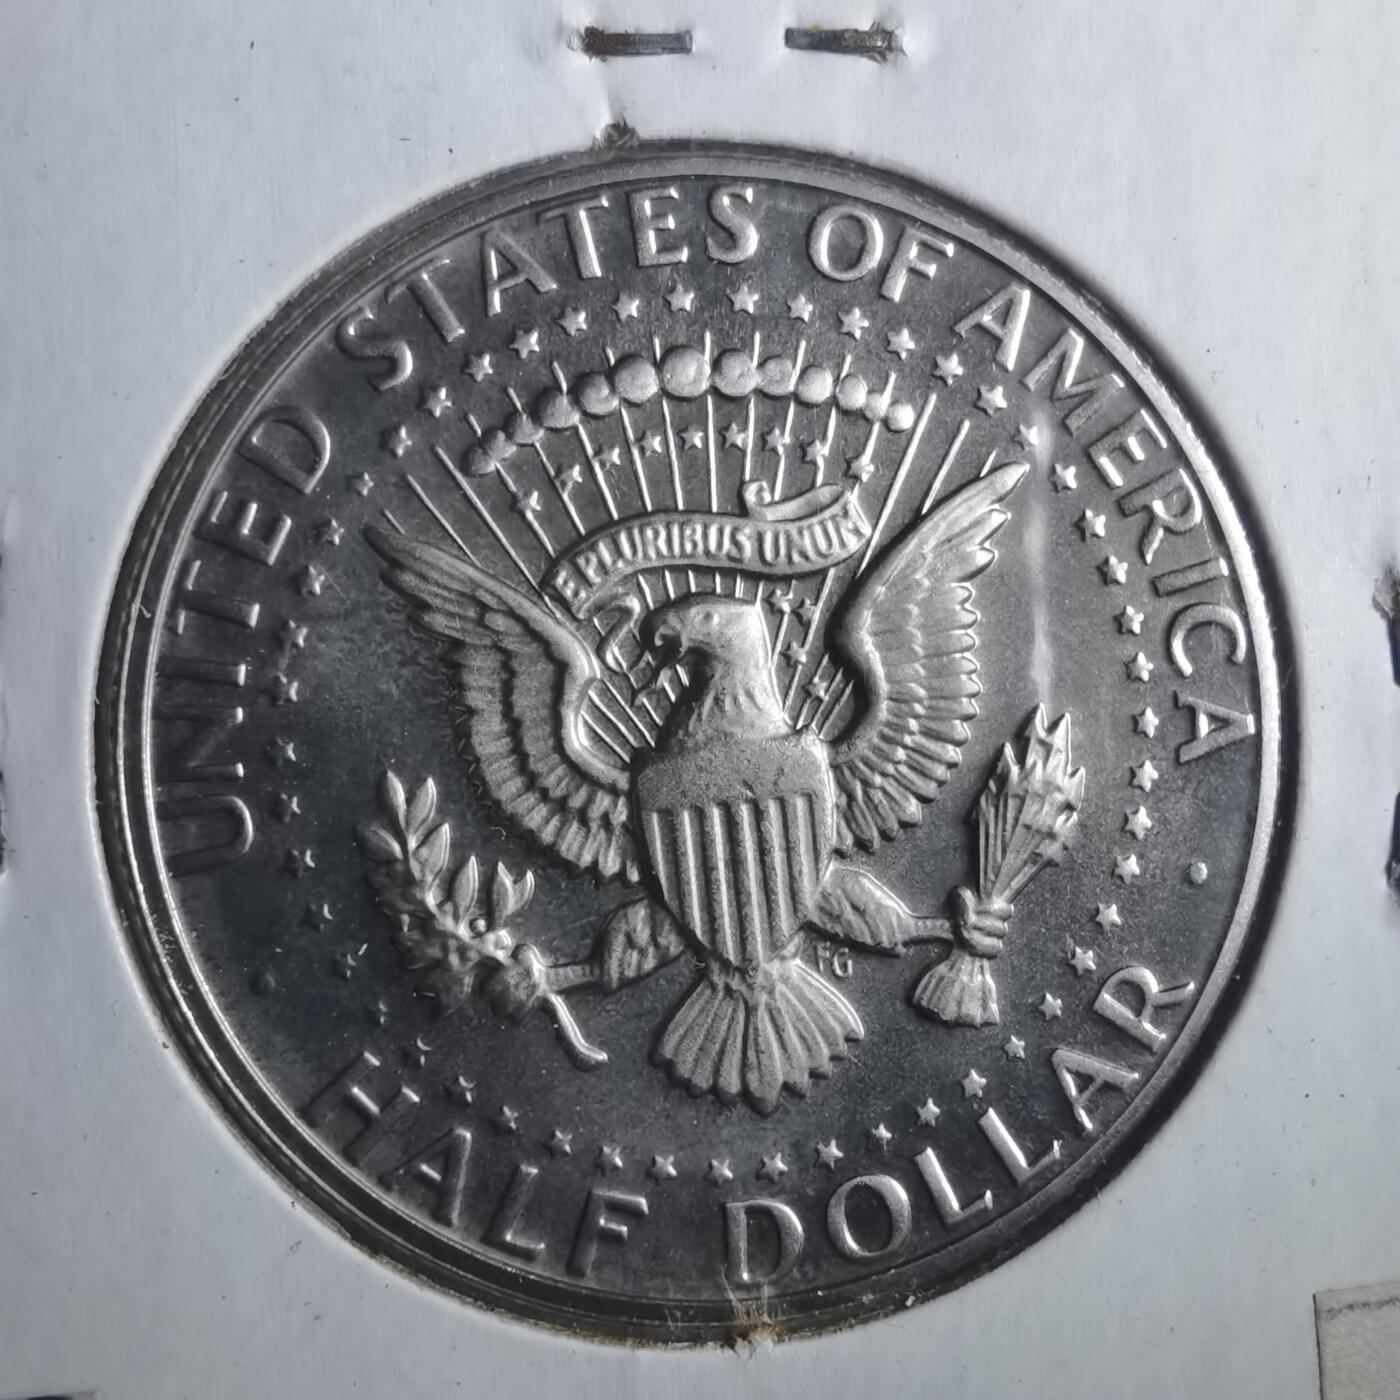 UNITED STATES OF AMERICA
E PLURIBUS UNUM
FG
HALF DOLLAR